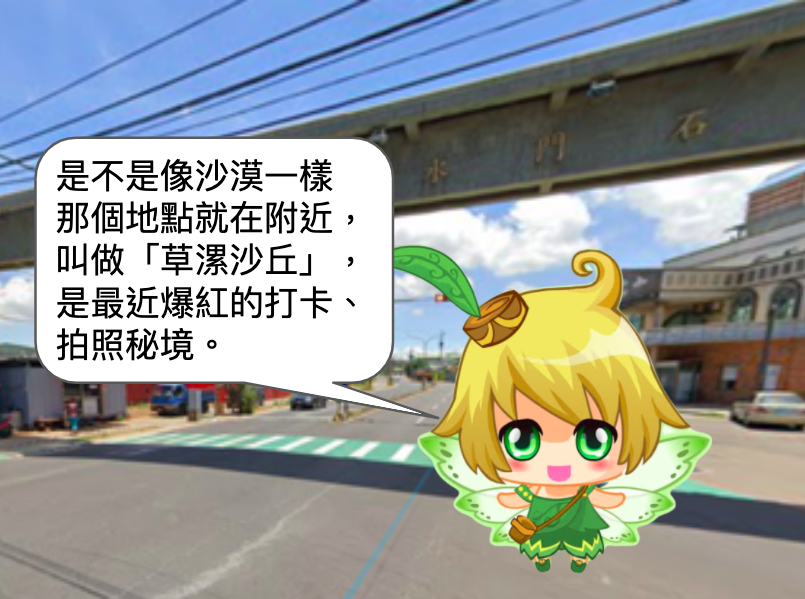 石門水
是不是像沙漠一樣
那個地點就在附近，
叫做「草漯沙丘」，
是最近爆紅的打卡、
拍照秘境。